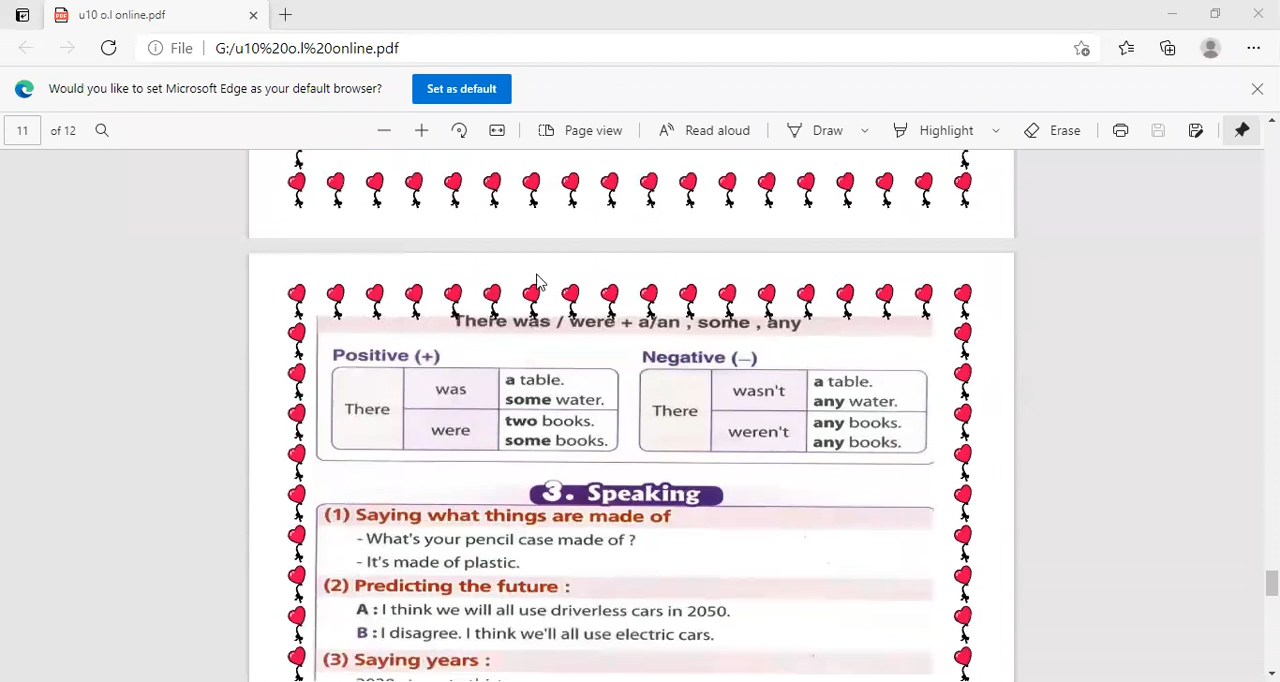 u10 o.l online.pdf
File G:/u10%20o.l%20online.pdf
Would you like to set Microsoft Edge as your default browser? Set as default
11 of 12 Page view Read aloud Draw Highlight Erase
There was / were + a/an , some , any
Positive (+) Negative (–)
There was a table.
some water.
were two books.
some books.
There wasn't a table.
any water.
weren't any books.
any books.
3. Speaking
(1) Saying what things are made of
- What's your pencil case made of ?
- It's made of plastic.
(2) Predicting the future :
A : I think we will all use driverless cars in 2050.
B : I disagree. I think we'll all use electric cars.
(3) Saying years :